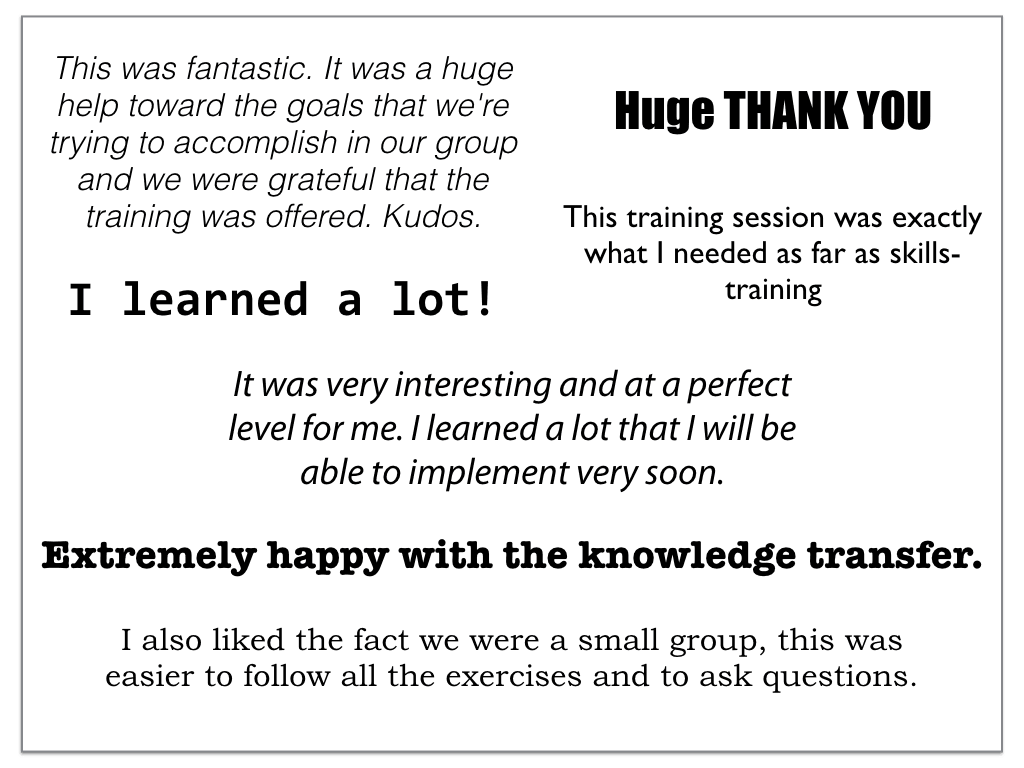 This was fantastic. It was a huge
help toward the goals that we're
trying to accomplish in our group
and we were grateful that the
training was offered. Kudos.
Huge THANK YOU
This training session was exactly
what I needed as far as skills-
training
I learned a lot!
It was very interesting and at a perfect
level for me. I learned a lot that I will be
able to implement very soon.
Extremely happy with the knowledge transfer.
I also liked the fact we were a small group, this was
easier to follow all the exercises and to ask questions.